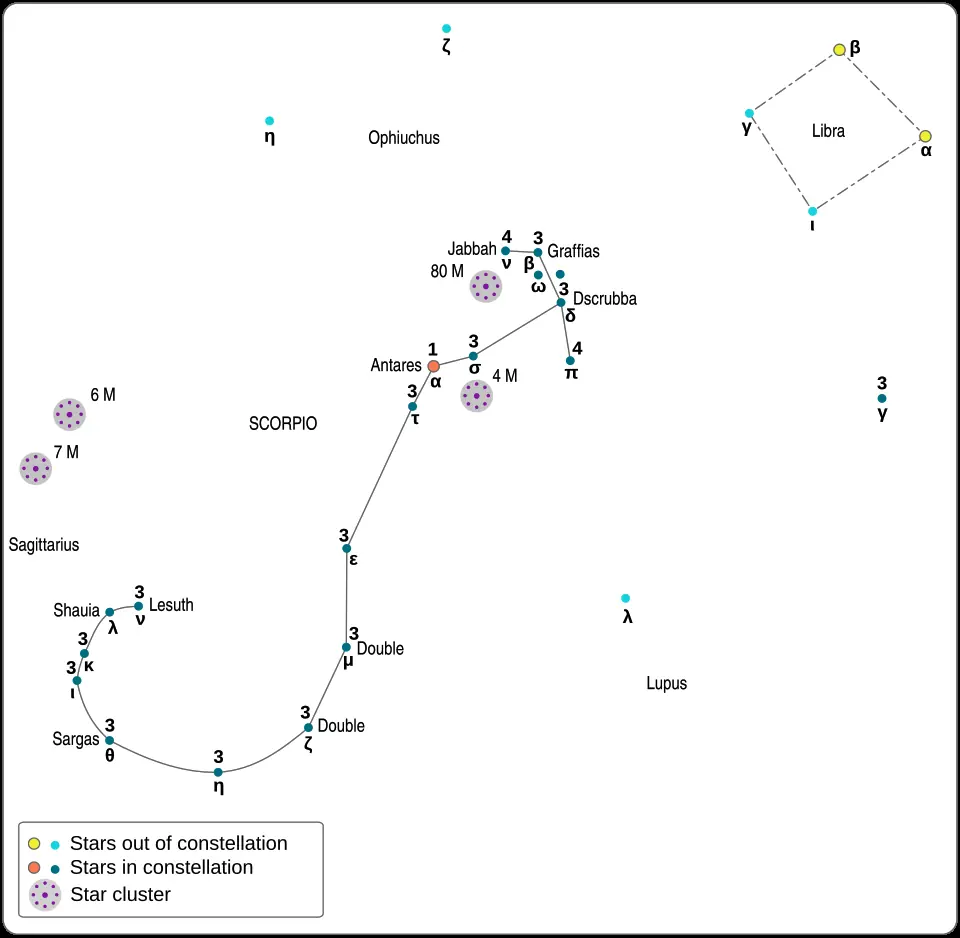 ζ
β
η
Ophiuchus
γ
Libra
α
ι
Jabbah
4
ν
3
Graffias
β
80 M
ω
3
Dscrubba
δ
Antares
1
α
3
σ
4 M
4
π
3
τ
6 M
SCORPIO
3
γ
7 M
Sagittarius
3
ε
Shauia
λ
3
ν
Lesuth
3
κ
3
ι
λ
3
μ
Double
Lupus
Sargas
3
θ
3
ζ
Double
3
η
Stars out of constellation
Stars in constellation
Star cluster